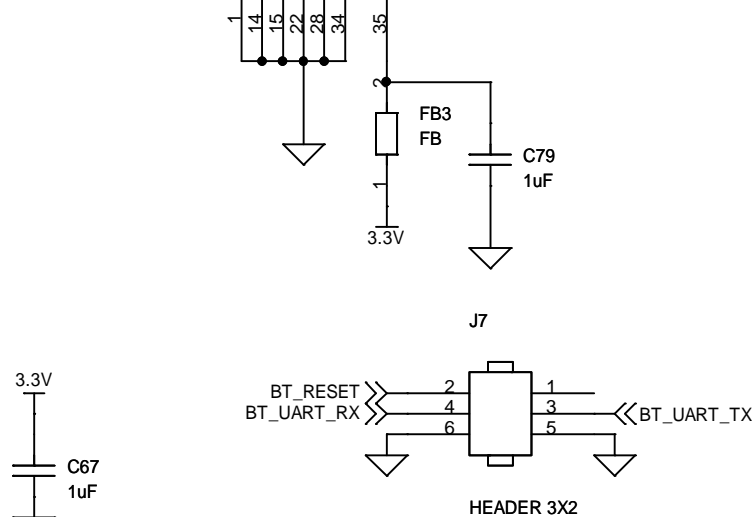 1
14
15
22
28
34
35
2
FB3
FB
1
3.3V
C79
1uF
J7
3.3V
C67
1uF
BT_RESET
2
1
BT_UART_RX
4
3
BT_UART_TX
6
5
HEADER 3X2